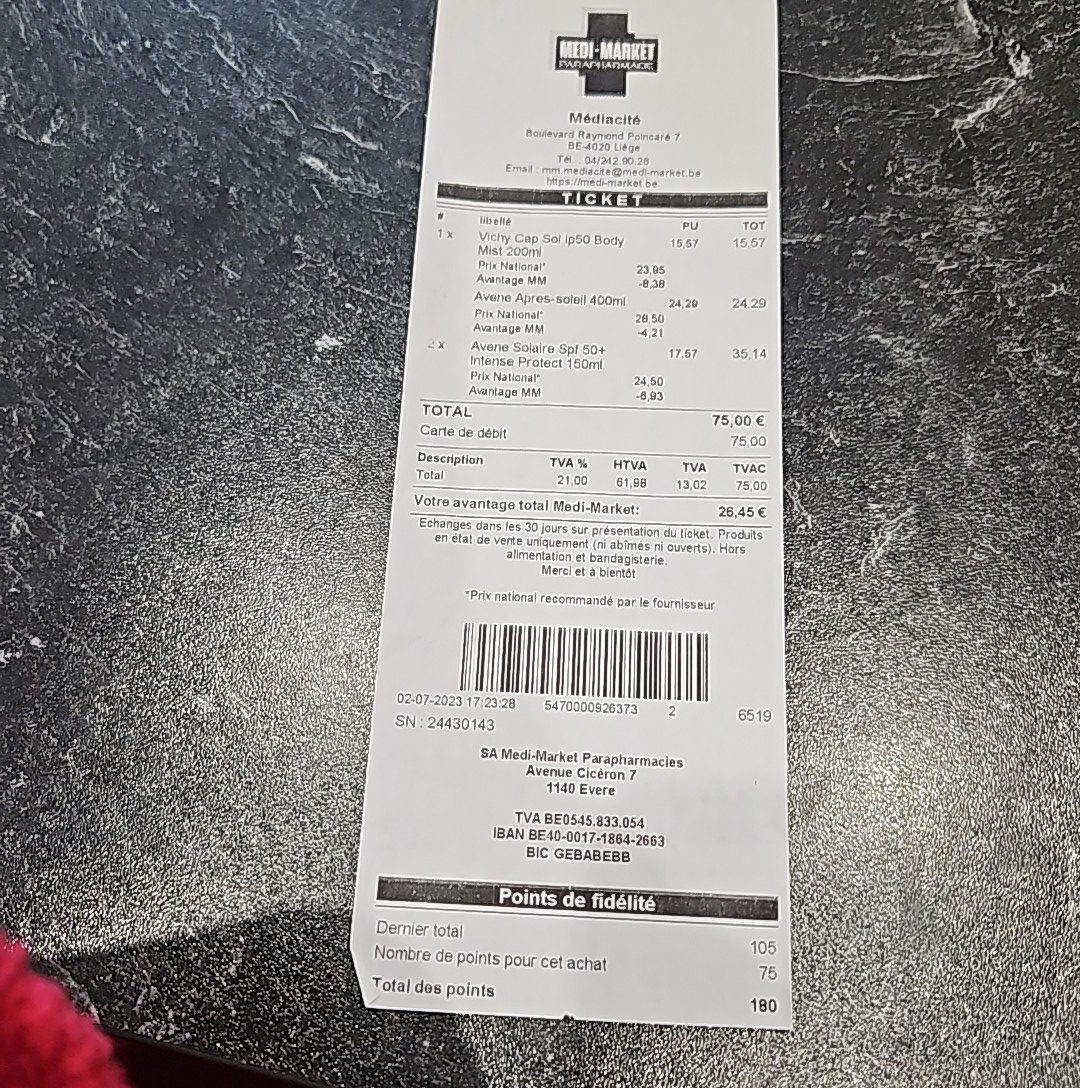 MEDI-MARKET
PARAPHARMACIE
Médiacité
Boulevard Raymond Poincaré 7
BE-4020 Liège
Tél. : 04/242.90.26
Email : mm.mediacite@medi-market.be
https://medi-market.be
TICKET
# libellé PU TOT
1 x Vichy Cap Sol Ip50 Body 15,57 15,57
Mist 200ml
Prix National* 23,95
Avantage MM -8,38
Avene Apres-soleil 400ml 24,29 24,29
Prix National* 28,50
Avantage MM -4,21
2 x Avene Solaire Spf 50+ 17,57 35,14
Intense Protect 150ml
Prix National* 24,50
Avantage MM -6,93
TOTAL 75,00 €
Carte de débit 75,00
Description TVA % HTVA TVA TVAC
Total 21,00 61,98 13,02 75,00
Votre avantage total Medi-Market: 26,45 €
Echanges dans les 30 jours sur présentation du ticket. Produits
en état de vente uniquement (ni abîmés ni ouverts). Hors
alimentation et bandagisterie.
Merci et à bientôt
*Prix national recommandé par le fournisseur
02-07-2023 17:23:28 5470000926373 2 6519
SN : 24430143
SA Medi-Market Parapharmacies
Avenue Cicéron 7
1140 Evere
TVA BE0545.833.054
IBAN BE40-0017-1864-2663
BIC GEBABEBB
Points de fidélité
Dernier total 105
Nombre de points pour cet achat 75
Total des points 180